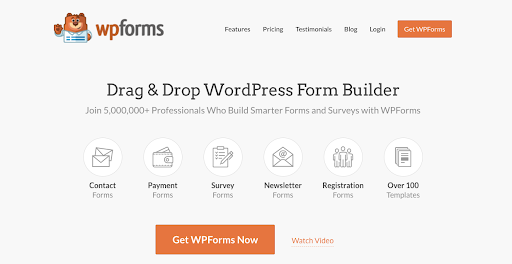 wpforms
Features Pricing Testimonials Blog Login Get WPForms
Drag & Drop WordPress Form Builder
Join 5,000,000+ Professionals Who Build Smarter Forms and Surveys with WPForms
Contact Payment Survey Newsletter Registration Over 100
Forms Forms Forms Forms Forms Templates
Get WPForms Now Watch Video